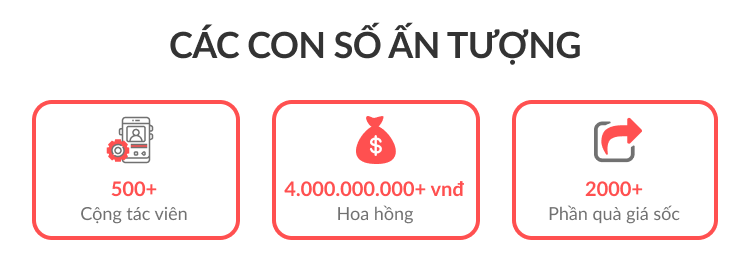 CÁC CON SỐ ẤN TƯỢNG
500+
Cộng tác viên
4.000.000.000+ vnđ
Hoa hồng
2000+
Phần quà giá sốc